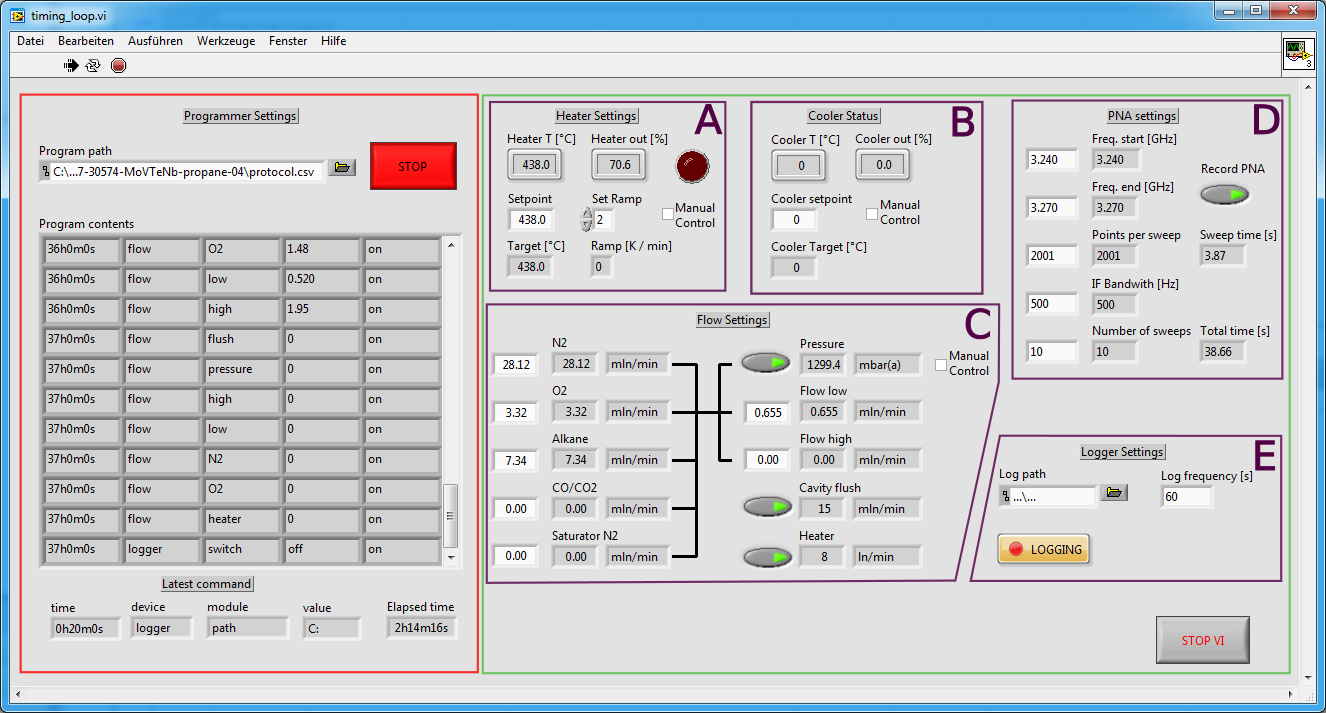 timing_loop.vi
Datei Bearbeiten Ausführen Werkzeuge Fenster Hilfe
3
Programmer Settings
Program path
C:\...7-30574-MoVTeNb-propane-04\protocol.csv
STOP
Program contents
36h0m0s flow O2 1.48 on
36h0m0s flow low 0.520 on
36h0m0s flow high 1.95 on
37h0m0s flow flush 0 on
37h0m0s flow pressure 0 on
37h0m0s flow high 0 on
37h0m0s flow low 0 on
37h0m0s flow N2 0 on
37h0m0s flow O2 0 on
37h0m0s flow heater 0 on
37h0m0s logger switch off on
Latest command
time device module value Elapsed time
0h20m0s logger path C: 2h14m16s
Heater Settings
A
Heater T [°C] Heater out [%]
438.0 70.6
Setpoint Set Ramp
438.0 2
Manual
Control
Target [°C] Ramp [K / min]
438.0 0
Cooler Status
B
Cooler T [°C] Cooler out [%]
0 0.0
Cooler setpoint
0
Manual
Control
Cooler Target [°C]
0
Flow Settings
C
N2
28.12 28.12 mln/min
O2
3.32 3.32 mln/min
Alkane
7.34 7.34 mln/min
CO/CO2
0.00 0.00 mln/min
Saturator N2
0.00 0.00 mln/min
Pressure
1299.4 mbar(a)
Manual
Control
Flow low
0.655 0.655 mln/min
Flow high
0.00 0.00 mln/min
Cavity flush
15 mln/min
Heater
8 ln/min
PNA settings
D
Freq. start [GHz]
3.240 3.240
Record PNA
Freq. end [GHz]
3.270 3.270
Points per sweep Sweep time [s]
2001 2001 3.87
IF Bandwith [Hz]
500 500
Number of sweeps Total time [s]
10 10 38.66
Logger Settings
E
Log path Log frequency [s]
...\... 60
LOGGING
STOP VI